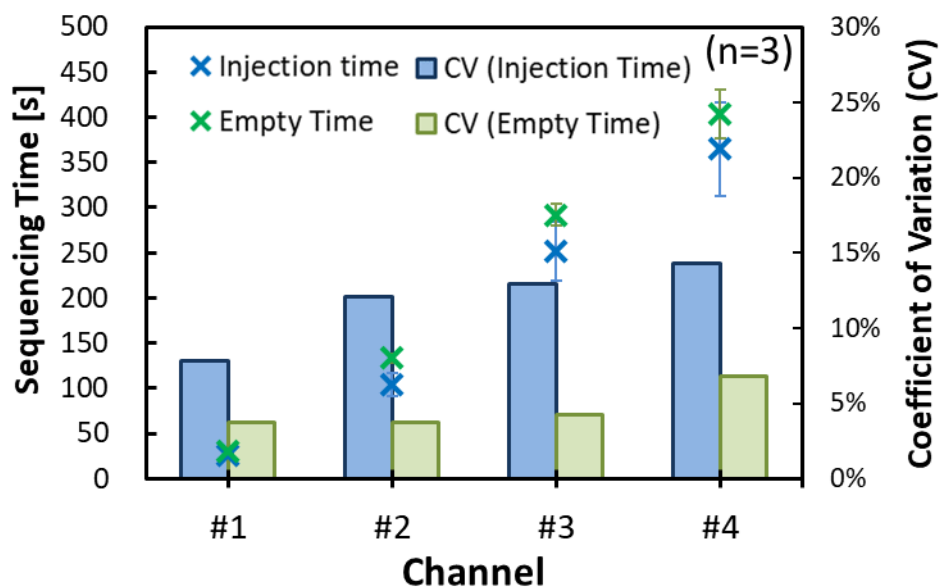 500
450
400
350
300
250
200
150
100
50
0
Sequencing Time [s]
(n=3)
Injection time
CV (Injection Time)
Empty Time
CV (Empty Time)
30%
25%
20%
15%
10%
5%
0%
Coefficient of Variation (CV)
#1 #2 #3 #4
Channel